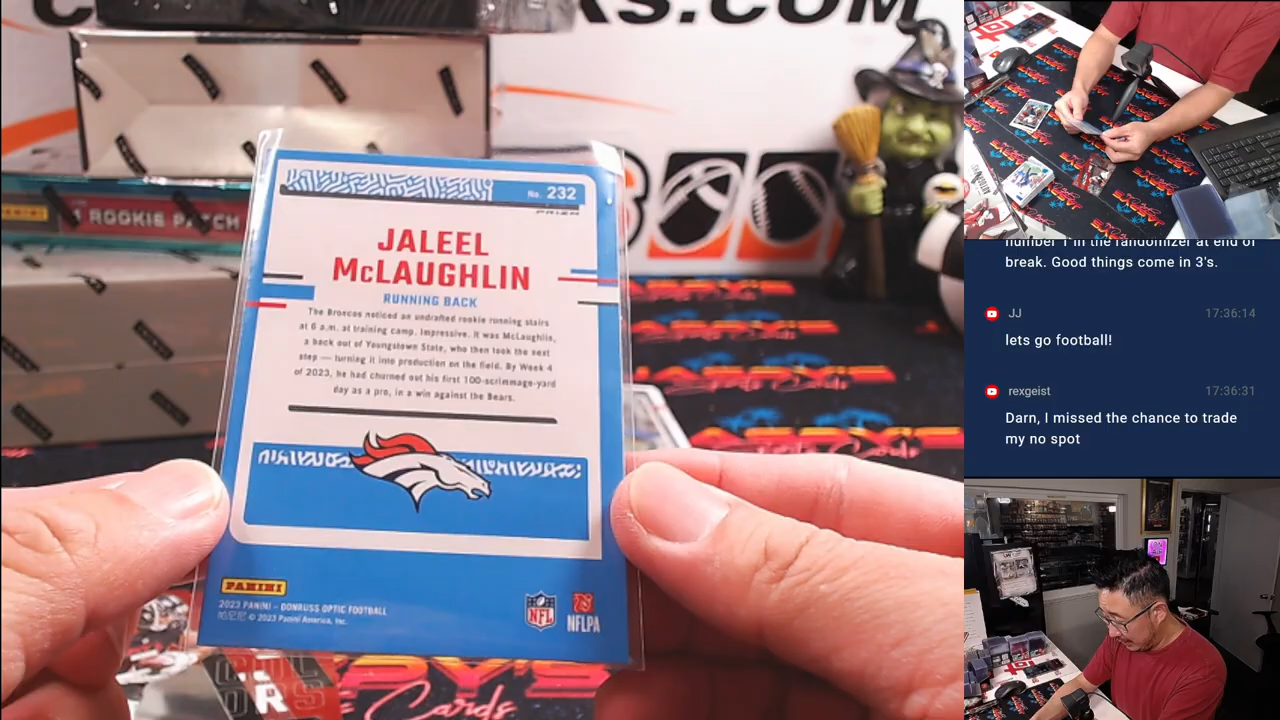 .COM
ROOKIE PATCH
No. 232
PRIZM
JALEEL
McLAUGHLIN
RUNNING BACK
The Broncos noticed an undrafted rookie running stairs
at 6 a.m. at training camp. Impressive. It was McLaughlin,
a back out of Youngstown State, who then took the next
step — turning it into production on the field. By Week 4
of 2023, he had churned out his first 100-scrimmage-yard
day as a pro, in a win against the Bears.
PANINI
2023 PANINI - DONRUSS OPTIC FOOTBALL
© 2023 Panini America, Inc.
NFL
NFLPA
Cards
number 1 in the randomizer at end of
break. Good things come in 3's.
JJ 17:36:14
lets go football!
rexgeist 17:36:31
Darn, I missed the chance to trade
my no spot